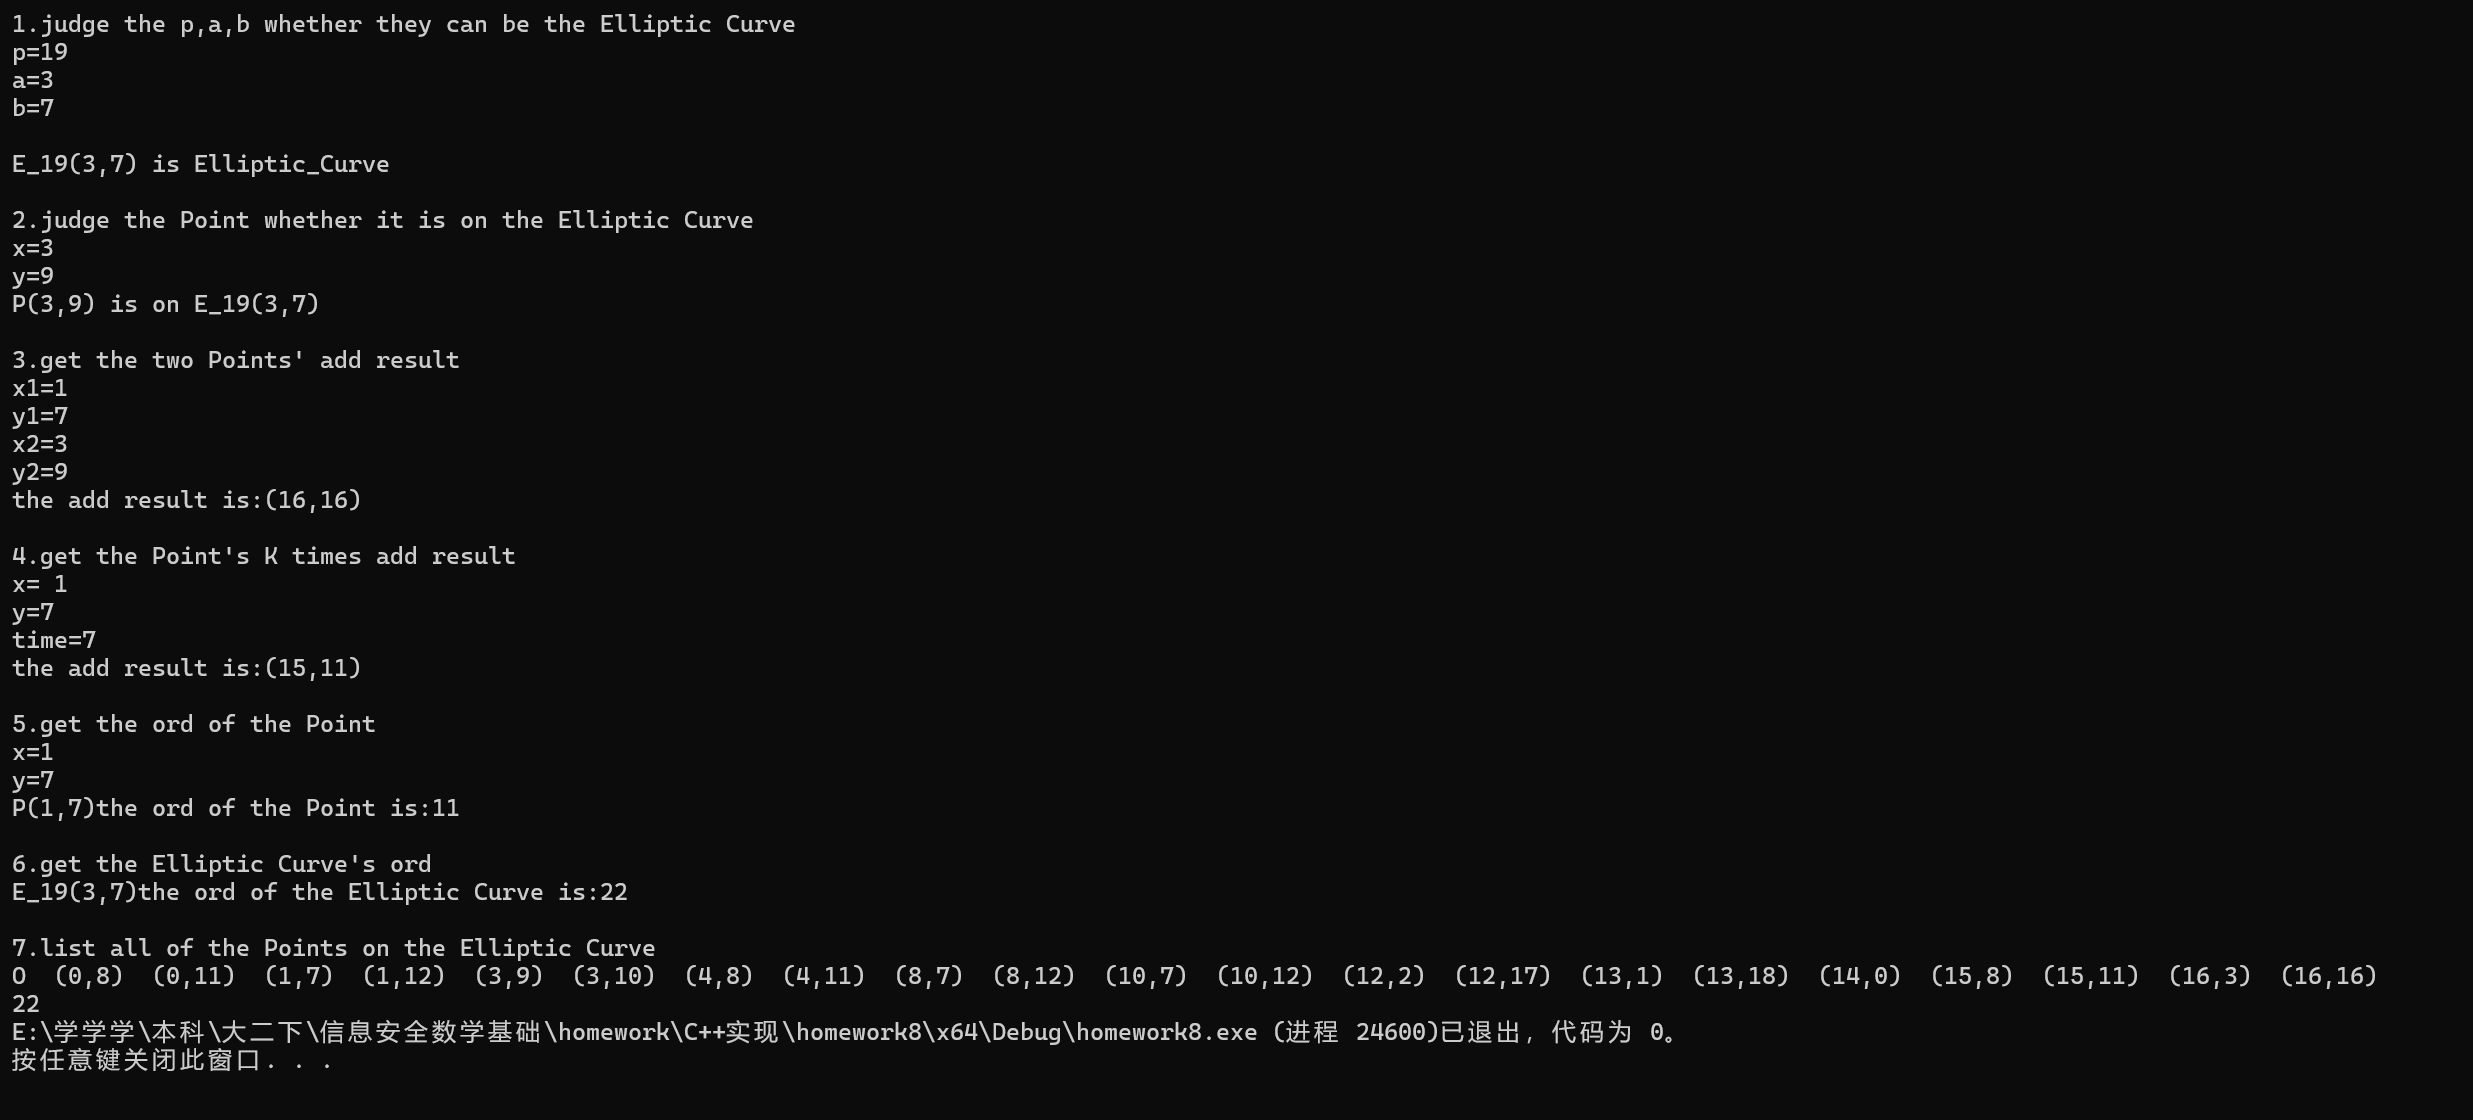 1.judge the p,a,b whether they can be the Elliptic Curve
p=19
a=3
b=7
E_19(3,7) is Elliptic_Curve
2.judge the Point whether it is on the Elliptic Curve
x=3
y=9
P(3,9) is on E_19(3,7)
3.get the two Points' add result
x1=1
y1=7
x2=3
y2=9
the add result is:(16,16)
4.get the Point's K times add result
x= 1
y=7
time=7
the add result is:(15,11)
5.get the ord of the Point
x=1
y=7
P(1,7)the ord of the Point is:11
6.get the Elliptic Curve's ord
E_19(3,7)the ord of the Elliptic Curve is:22
7.list all of the Points on the Elliptic Curve
O  (0,8)  (0,11)  (1,7)  (1,12)  (3,9)  (3,10)  (4,8)  (4,11)  (8,7)  (8,12)  (10,7)  (10,12)  (12,2)  (12,17)  (13,1)  (13,18)  (14,0)  (15,8)  (15,11)  (16,3)  (16,16)
22
E:\学学学\本科\大二下\信息安全数学基础\homework\C++实现\homework8\x64\Debug\homework8.exe (进程 24600)已退出，代码为 0。
按任意键关闭此窗口. . .